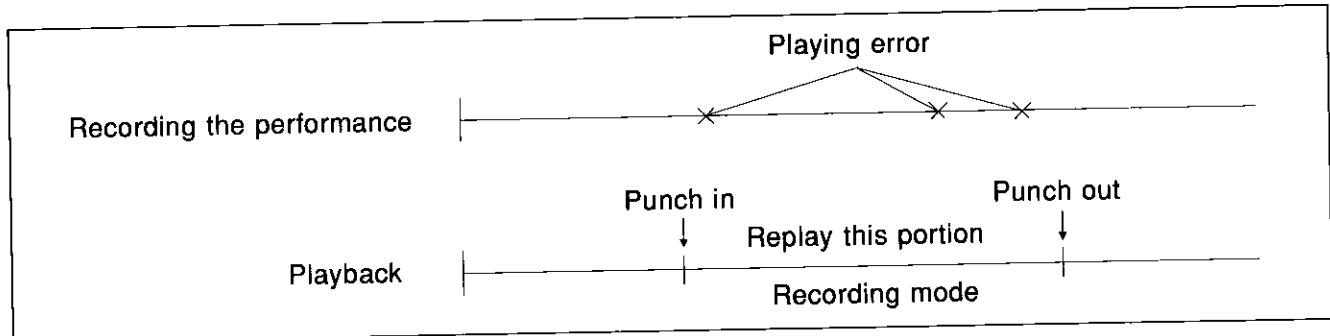 Playing error
Recording the performance
Punch in
Punch out
Replay this portion
Playback
Recording mode